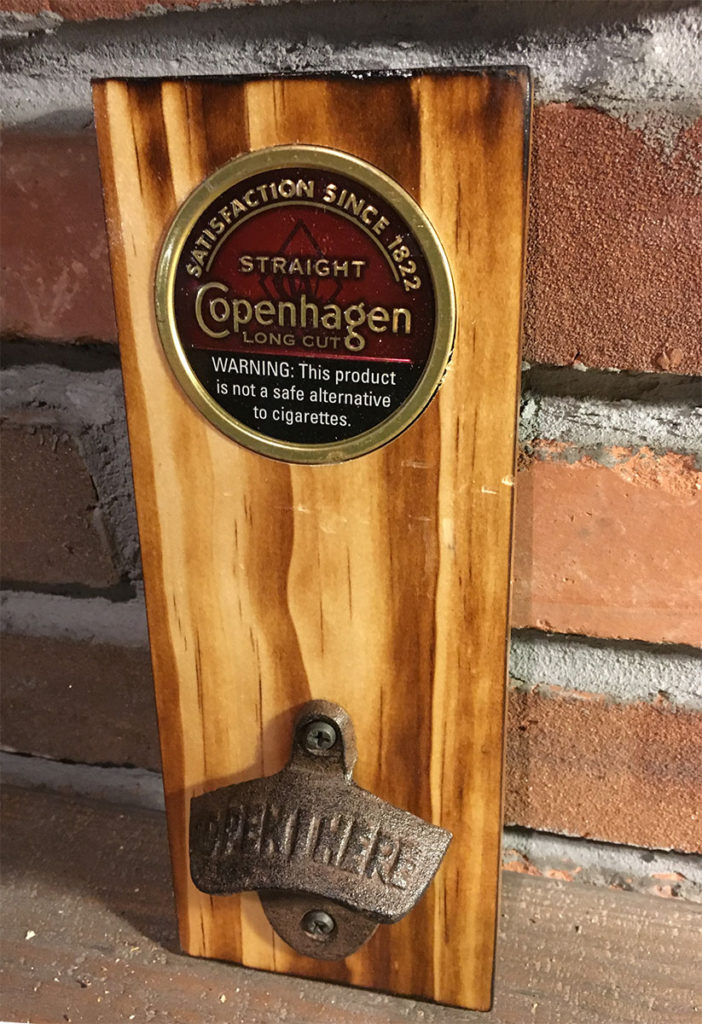 SATISFACTION SINCE 1822
STRAIGHT
Copenhagen
LONG CUT
WARNING: This product
is not a safe alternative
to cigarettes.
OPEN HERE